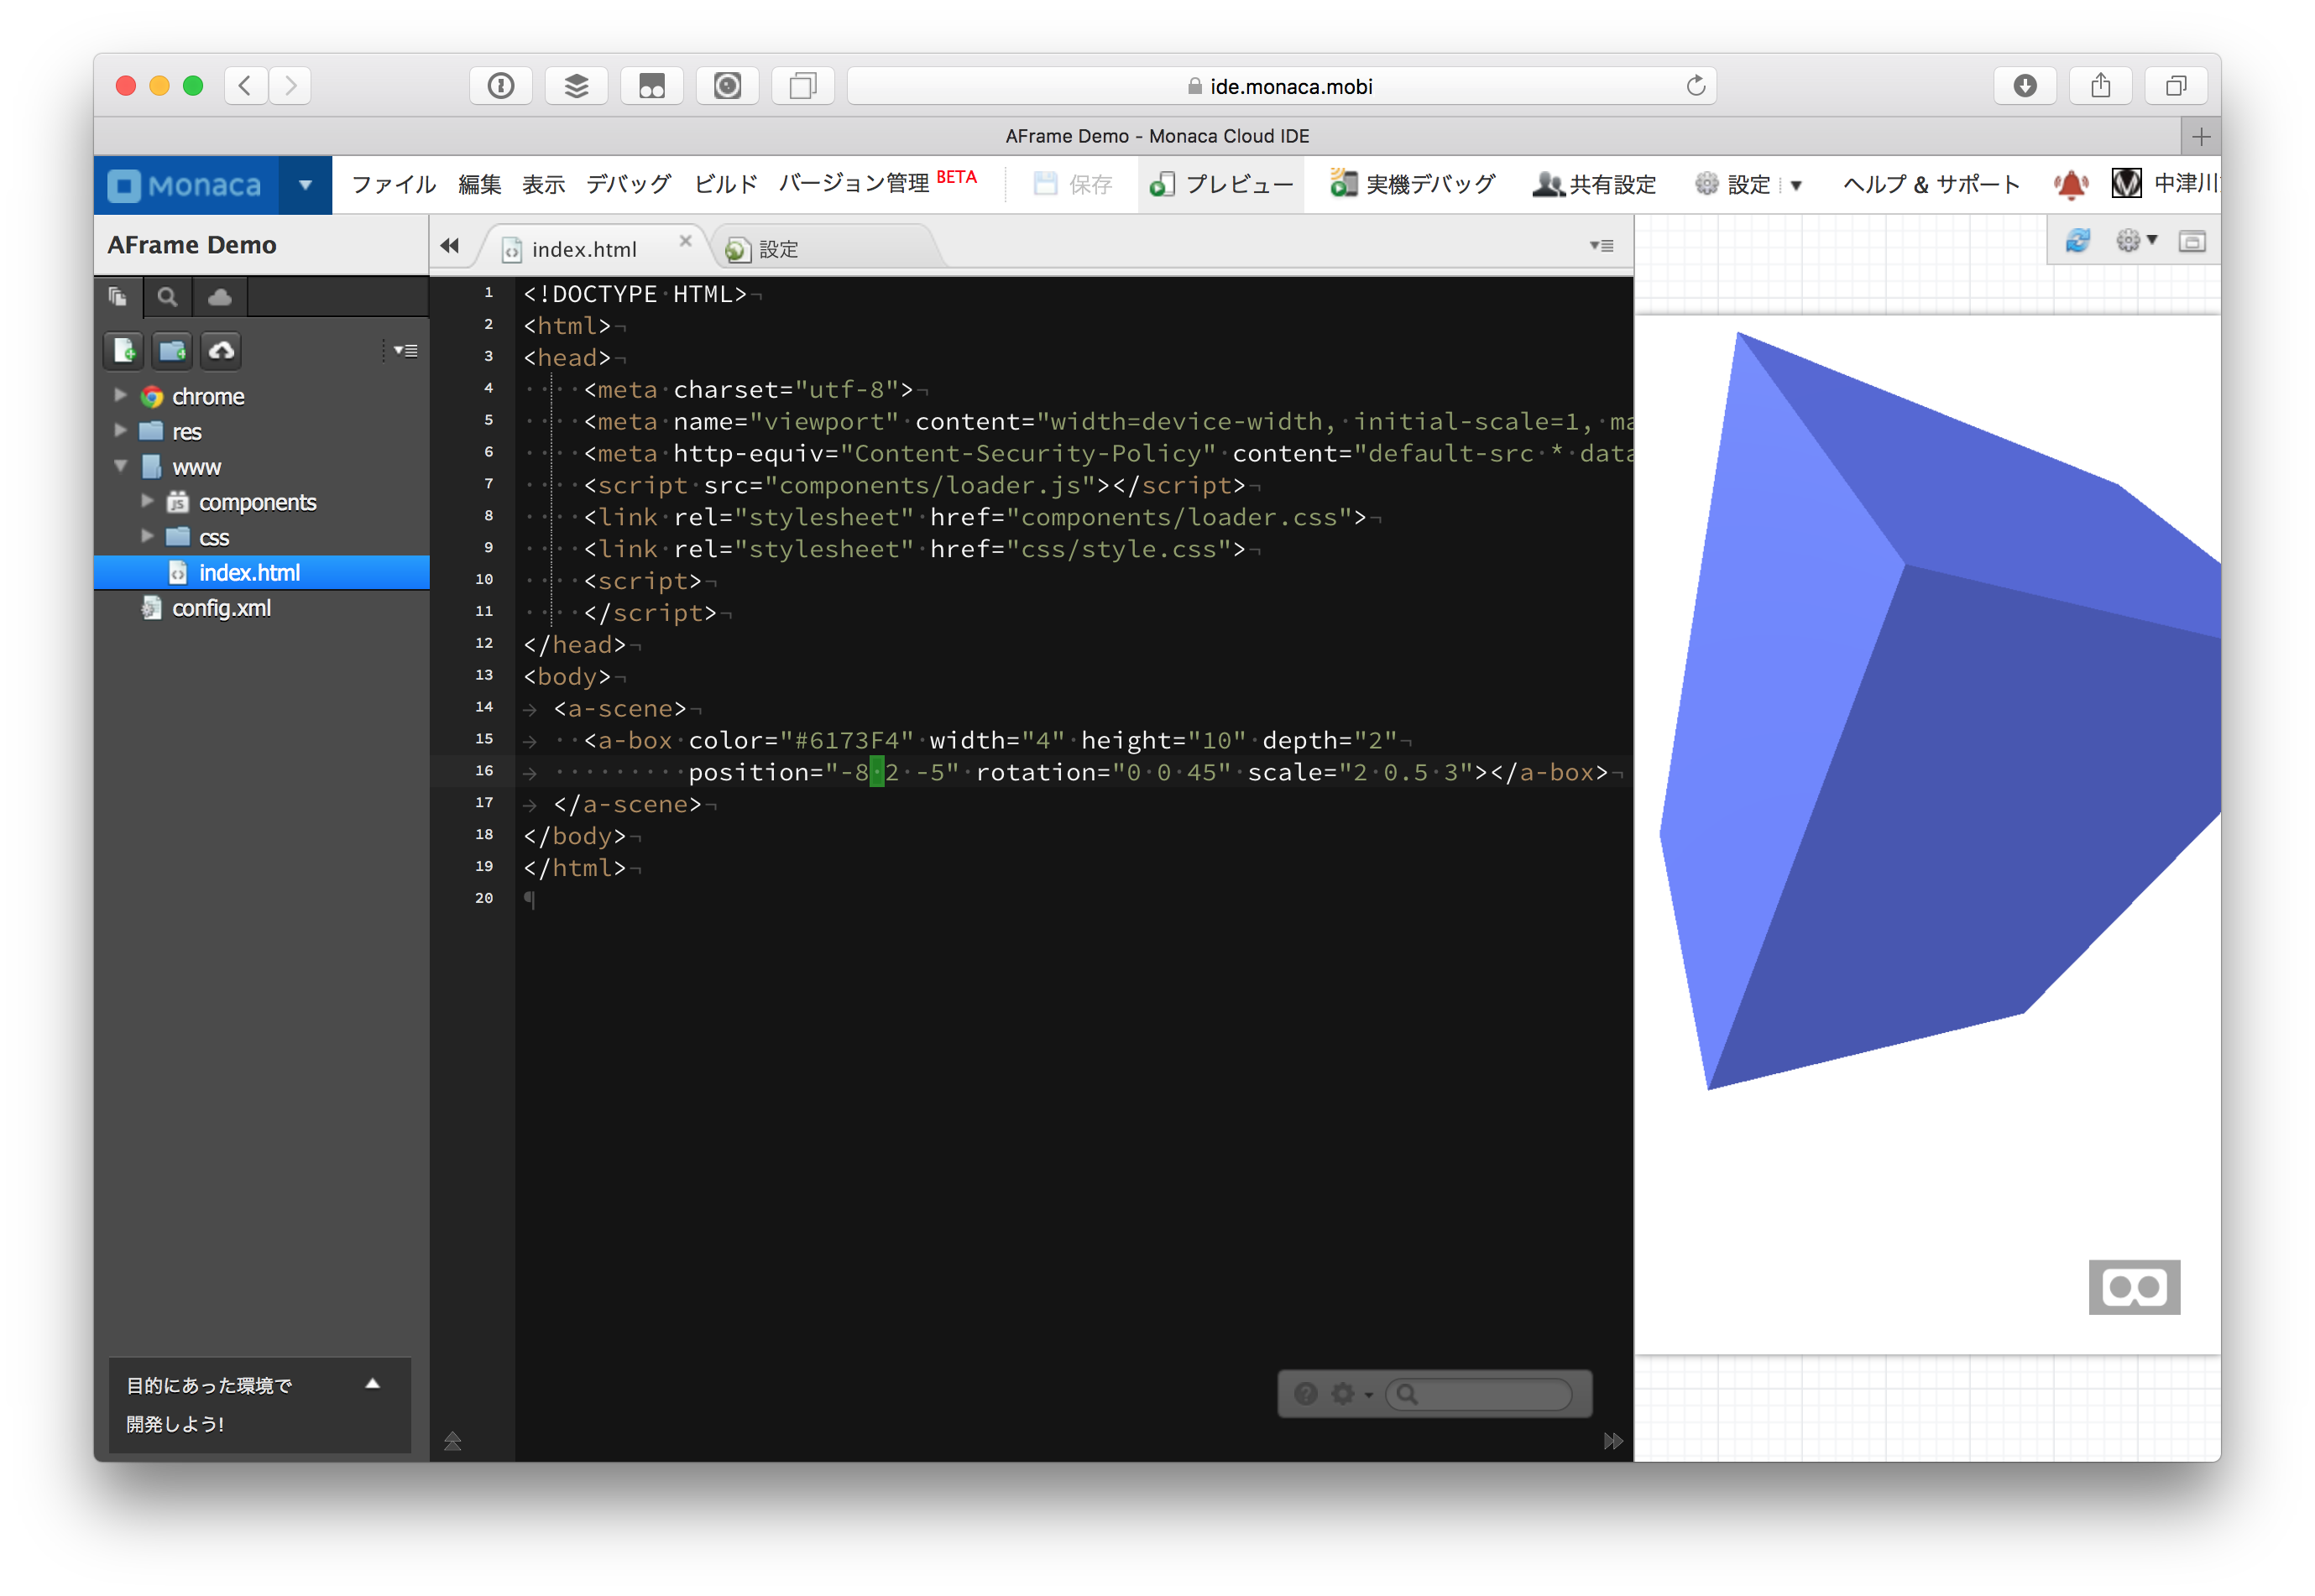 ide.monaca.mobi
AFrame Demo - Monaca Cloud IDE
Monaca ファイル 編集 表示 デバッグ ビルド バージョン管理 BETA 保存 プレビュー 実機デバッグ 共有設定 設定 ヘルプ & サポート 中津川
AFrame Demo
index.html
設定
chrome
res
www
components
css
index.html
config.xml
目的にあった環境で
開発しよう!
1 <!DOCTYPE HTML>
2 <html>
3 <head>
4 <meta charset="utf-8">
5 <meta name="viewport" content="width=device-width, initial-scale=1, ma
6 <meta http-equiv="Content-Security-Policy" content="default-src * data
7 <script src="components/loader.js"></script>
8 <link rel="stylesheet" href="components/loader.css">
9 <link rel="stylesheet" href="css/style.css">
10 <script>
11 </script>
12 </head>
13 <body>
14 <a-scene>
15 <a-box color="#6173F4" width="4" height="10" depth="2"
16 position="-8 2 -5" rotation="0 0 45" scale="2 0.5 3"></a-box>
17 </a-scene>
18 </body>
19 </html>
20